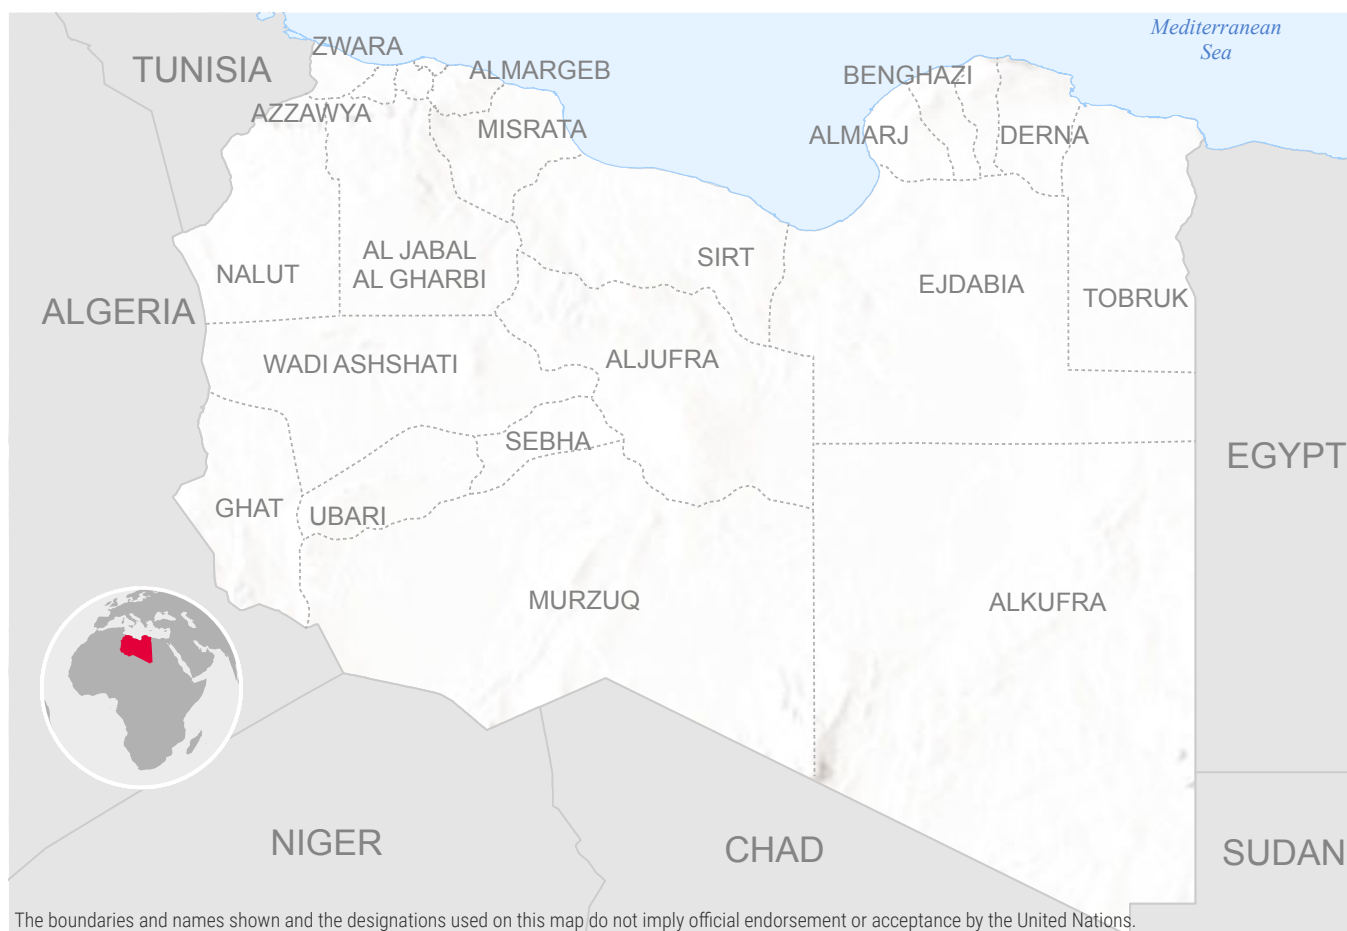 Mediterranean
Sea
ZWARA
TUNISIA
ALMARGEB
BENGHAZI
AZZAWYA
MISRATA
ALMARJ
DERNA
AL JABAL
AL GHARBI
NALUT
SIRT
EJDABIA
TOBRUK
ALGERIA
WADI ASHSHATI
ALJUFRA
SEBHA
EGYPT
GHAT
UBARI
MURZUQ
ALKUFRA
NIGER
CHAD
SUDAN
The boundaries and names shown and the designations used on this map do not imply official endorsement or acceptance by the United Nations.